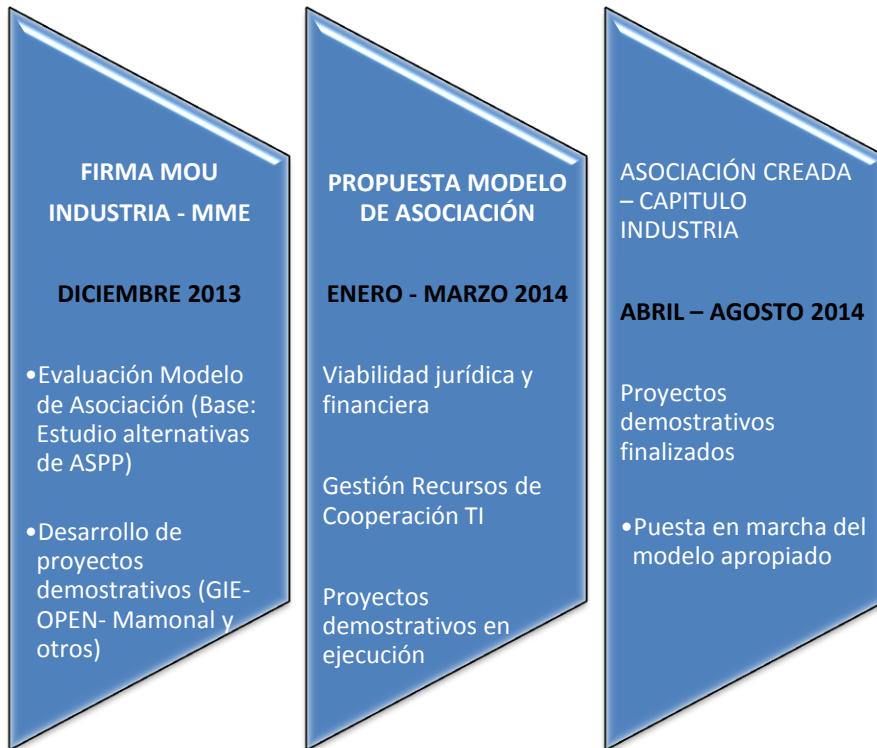 FIRMA MOU
INDUSTRIA - MME
DICIEMBRE 2013
•Evaluación Modelo
de Asociación (Base:
Estudio alternativas
de ASPP)
•Desarrollo de
proyectos
demostrativos (GIE-
OPEN- Mamonal y
otros)
PROPUESTA MODELO
DE ASOCIACIÓN
ENERO - MARZO 2014
Viabilidad jurídica y
financiera
Gestión Recursos de
Cooperación TI
Proyectos
demostrativos en
ejecución
ASOCIACIÓN CREADA
– CAPITULO
INDUSTRIA
ABRIL – AGOSTO 2014
Proyectos
demostrativos
finalizados
•Puesta en marcha del
modelo apropiado